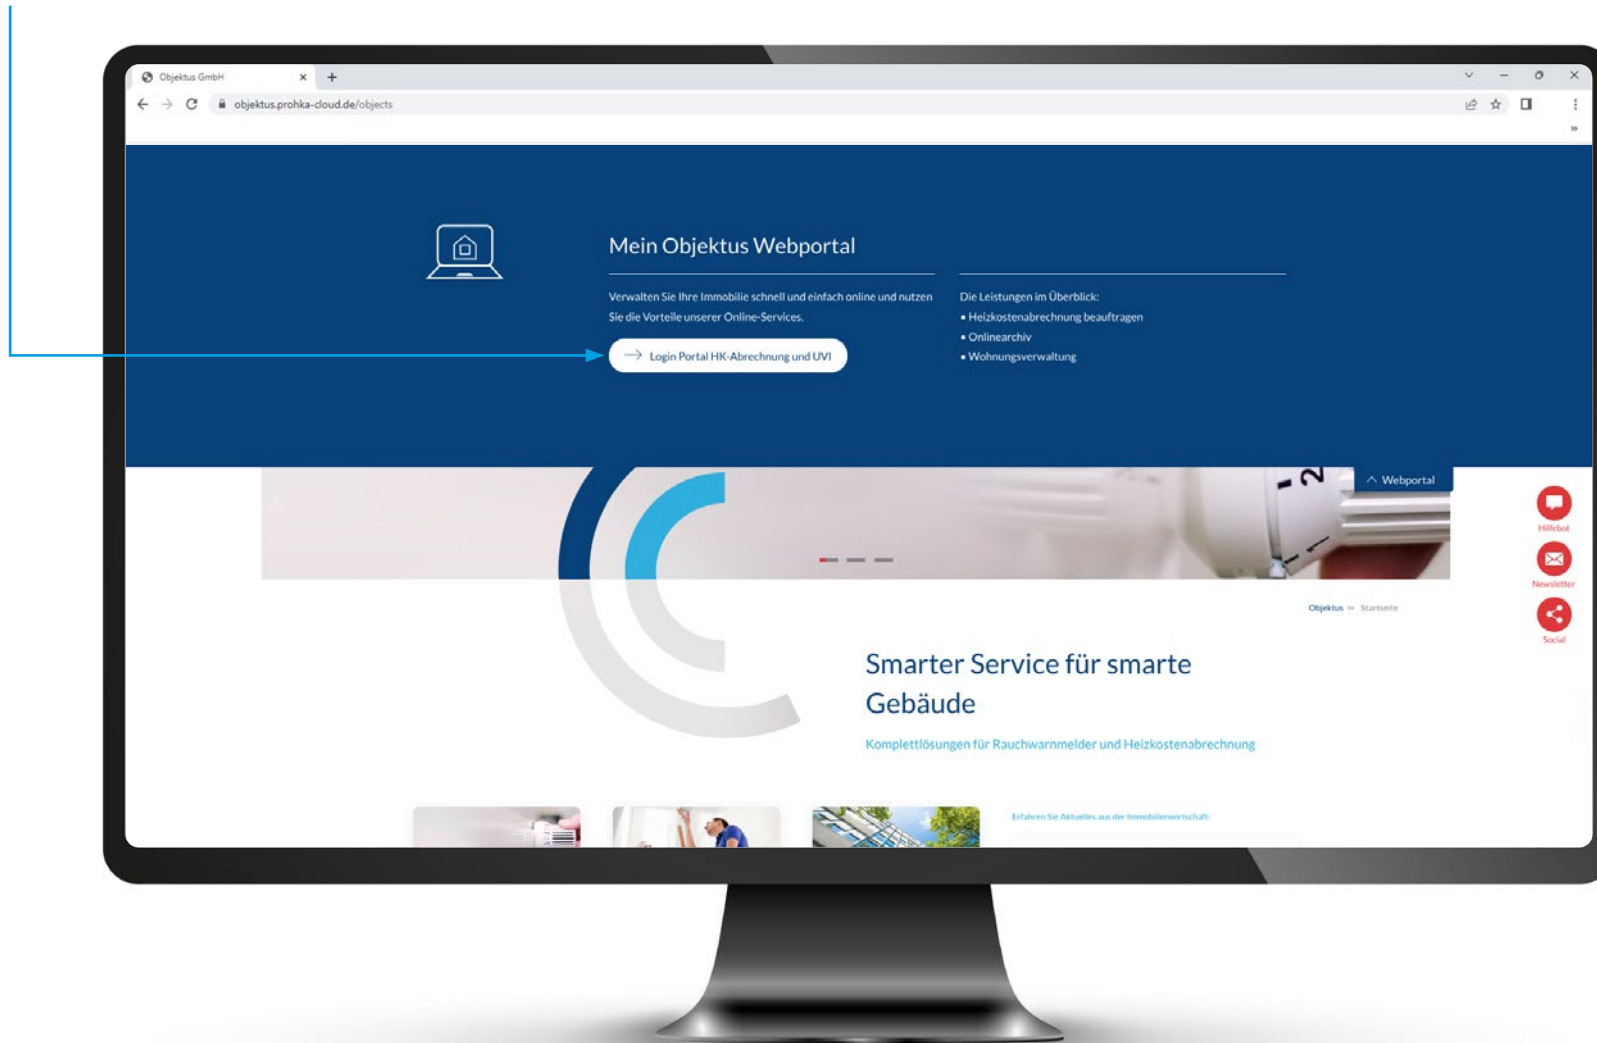 Objektus GmbH
objektus.prohka-cloud.de/objects
Mein Objektus Webportal
Verwalten Sie Ihre Immobilie schnell und einfach online und nutzen
Sie die Vorteile unserer Online-Services.
Login Portal HK-Abrechnung und UVI
Die Leistungen im Überblick:
• Heizkostenabrechnung beauftragen
• Onlinearchiv
• Wohnungsverwaltung
2
Webportal
Hilfebot
Newsletter
Social
Objektus » Startseite
Smarter Service für smarte
Gebäude
Komplettlösungen für Rauchwarnmelder und Heizkostenabrechnung
Erfahren Sie Aktuelles aus der Immobilienwirtschaft: